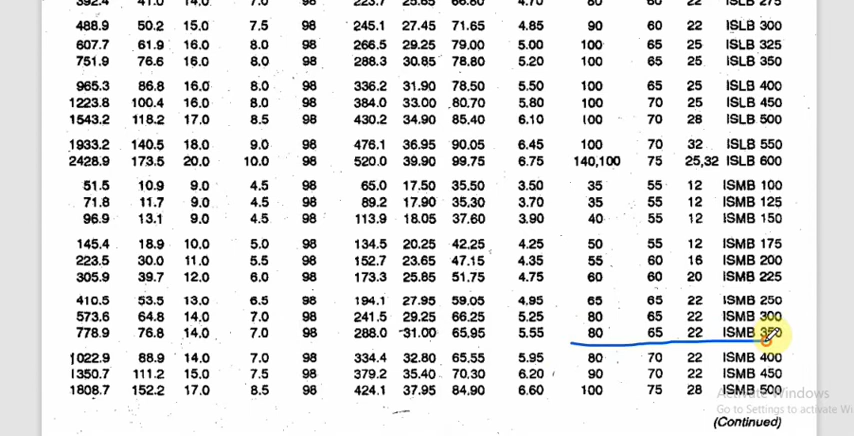 392.4 41.0 14.0 7.0 98 223.7 25.65 66.60 4.70 80 60 22 ISLB 275
488.9 50.2 15.0 7.5 98 245.1 27.45 71.65 4.85 90 60 22 ISLB 300
607.7 61.9 16.0 8.0 98 266.5 29.25 79.00 5.00 100 65 25 ISLB 325
751.9 76.6 16.0 8.0 98 288.3 30.85 78.80 5.20 100 65 25 ISLB 350
965.3 86.8 16.0 8.0 98 336.2 31.90 78.50 5.50 100 65 25 ISLB 400
1223.8 100.4 16.0 8.0 98 384.0 33.00 80.70 5.80 100 70 25 ISLB 450
1543.2 118.2 17.0 8.5 98 430.2 34.90 85.40 6.10 100 70 28 ISLB 500
1933.2 140.5 18.0 9.0 98 476.1 36.95 90.05 6.45 100 70 32 ISLB 550
2428.9 173.5 20.0 10.0 98 520.0 39.90 99.75 6.75 140,100 75 25,32 ISLB 600
51.5 10.9 9.0 4.5 98 65.0 17.50 35.50 3.50 35 55 12 ISMB 100
71.8 11.7 9.0 4.5 98 89.2 17.90 35.30 3.70 35 55 12 ISMB 125
96.9 13.1 9.0 4.5 98 113.9 18.05 37.60 3.90 40 55 12 ISMB 150
145.4 18.9 10.0 5.0 98 134.5 20.25 42.25 4.25 50 55 12 ISMB 175
223.5 30.0 11.0 5.5 98 152.7 23.65 47.15 4.35 55 60 16 ISMB 200
305.9 39.7 12.0 6.0 98 173.3 25.85 51.75 4.75 60 60 20 ISMB 225
410.5 53.5 13.0 6.5 98 194.1 27.95 59.05 4.95 65 65 22 ISMB 250
573.6 64.8 14.0 7.0 98 241.5 29.25 66.25 5.25 80 65 22 ISMB 300
778.9 76.8 14.0 7.0 98 288.0 31.00 65.95 5.55 80 65 22 ISMB 350
1022.9 88.9 14.0 7.0 98 334.4 32.80 65.55 5.95 80 70 22 ISMB 400
1350.7 111.2 15.0 7.5 98 379.2 35.40 70.30 6.20 90 70 22 ISMB 450
1808.7 152.2 17.0 8.5 98 424.1 37.95 84.90 6.60 100 75 28 ISMB 500
Activate Windows
Go to Settings to activate Wi
(Continued)